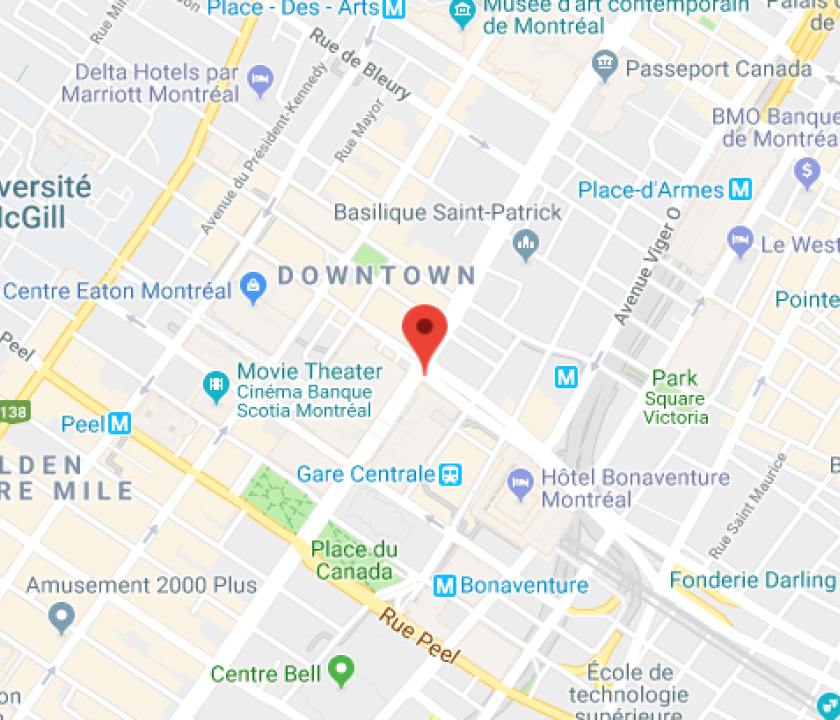 Place - Des - Arts M
Musée d'art contemporain
de Montréal
Palais
de
Rue de Bleury
Passeport Canada
Delta Hotels par
Marriott Montréal
Avenue du Président-Kennedy
Rue Mayor
BMO Banque
de Montréal
versité
McGill
Place-d'Armes M
Basilique Saint-Patrick
Avenue Viger O
Le West
DOWNTOWN
Centre Eaton Montréal
Pointe
Peel
Movie Theater
Cinéma Banque
Scotia Montréal
M
Park
Square
Victoria
138
Peel M
LDEN
RE MILE
Gare Centrale
Hôtel Bonaventure
Montréal
Rue Saint Maurice
Place du
Canada
M Bonaventure
Fonderie Darling
Amusement 2000 Plus
Rue Peel
Centre Bell
École de
technologie
supérieure
on